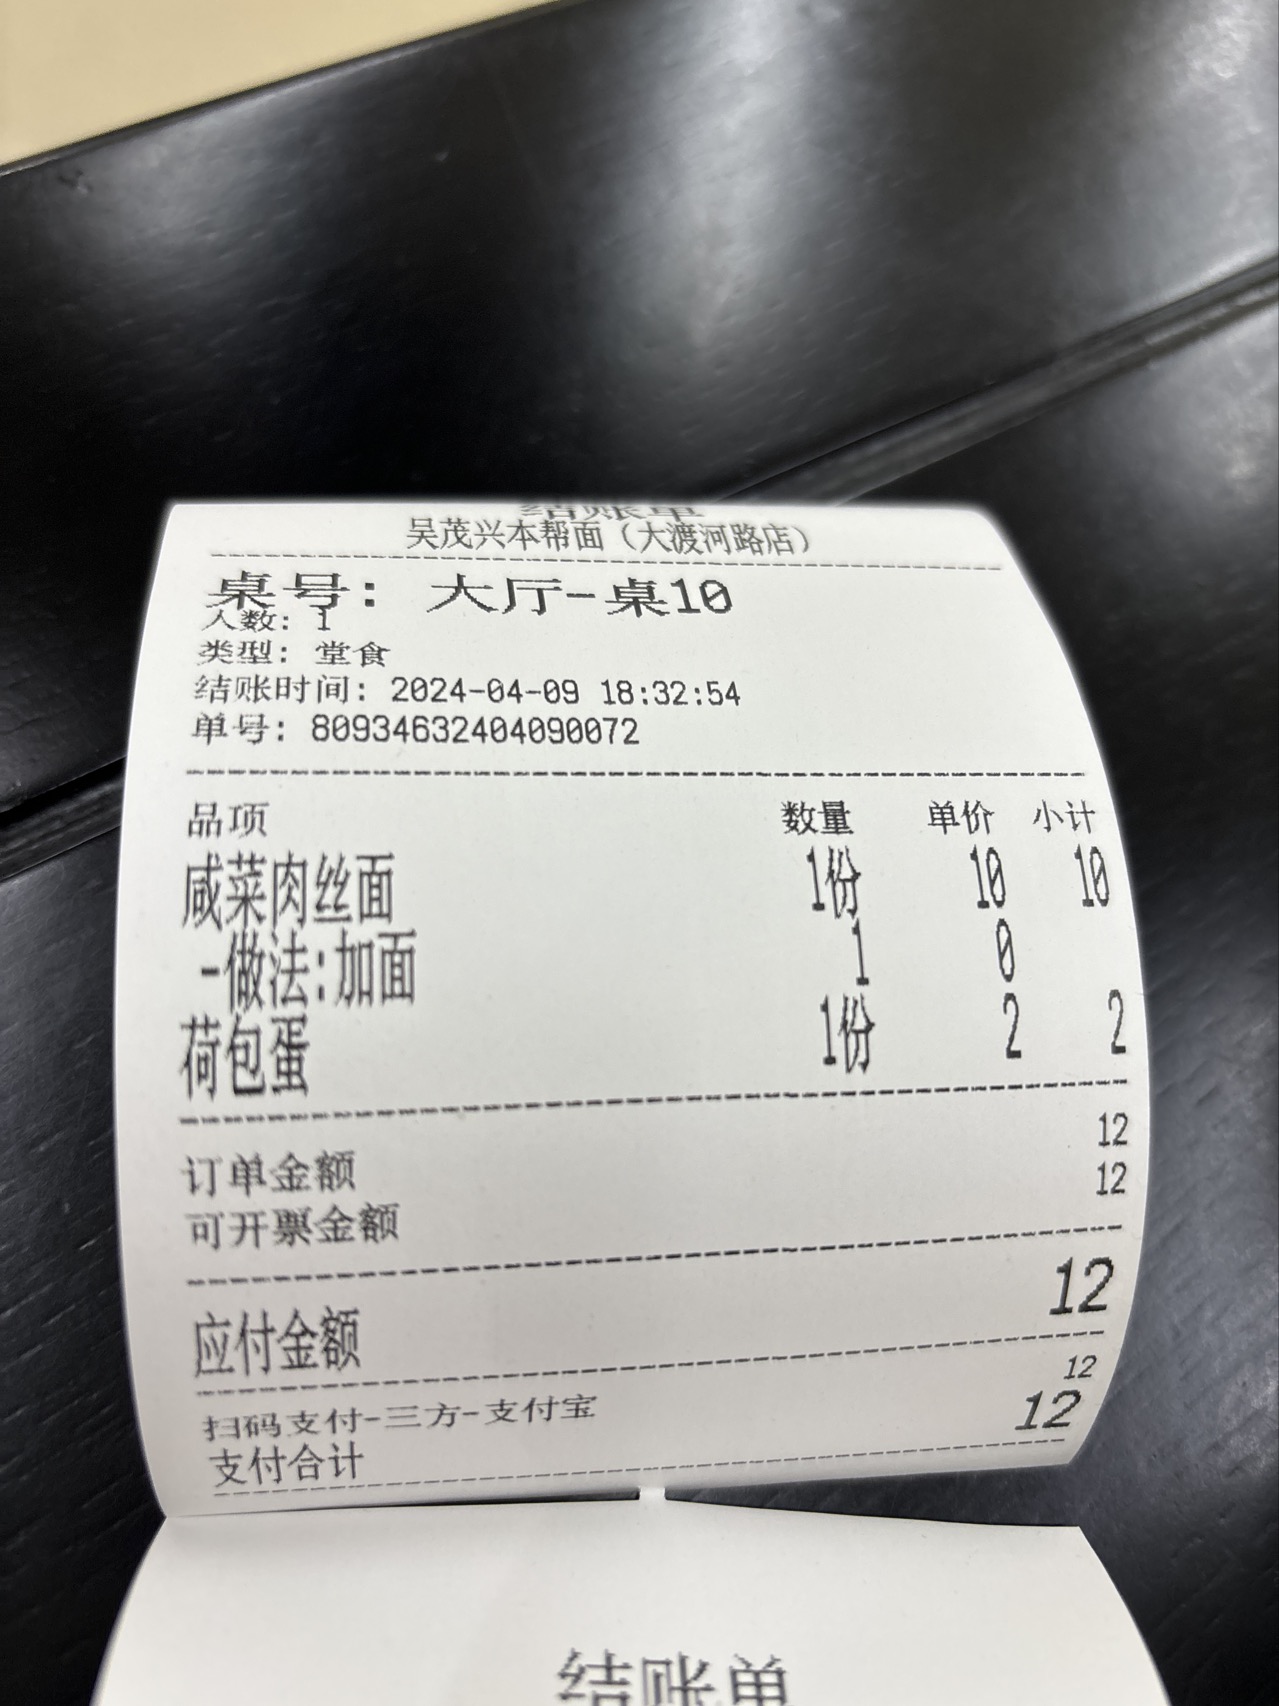 结账单
吴茂兴本帮面（大渡河路店）
桌号: 大厅-桌10
人数: 1
类型: 堂食
结账时间: 2024-04-09 18:32:54
单号: 80934632404090072
品项 数量 单价 小计
咸菜肉丝面 1份 10 10
-做法:加面 1 0
荷包蛋 1份 2 2
订单金额 12
可开票金额 12
应付金额 12
扫码支付-三方-支付宝 12
支付合计 12
结账单